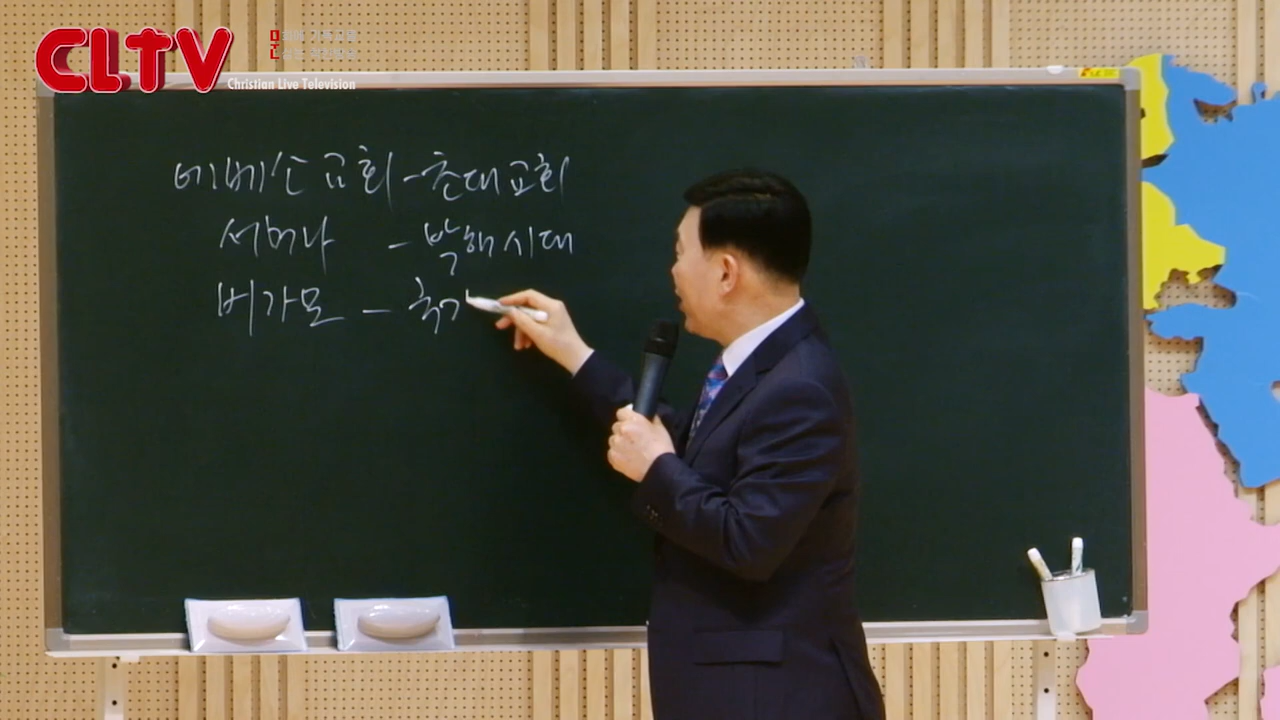 CLTV
Christian Live Television
에베소 교회 - 초대교회
서머나 - 박해시대
버가모 -